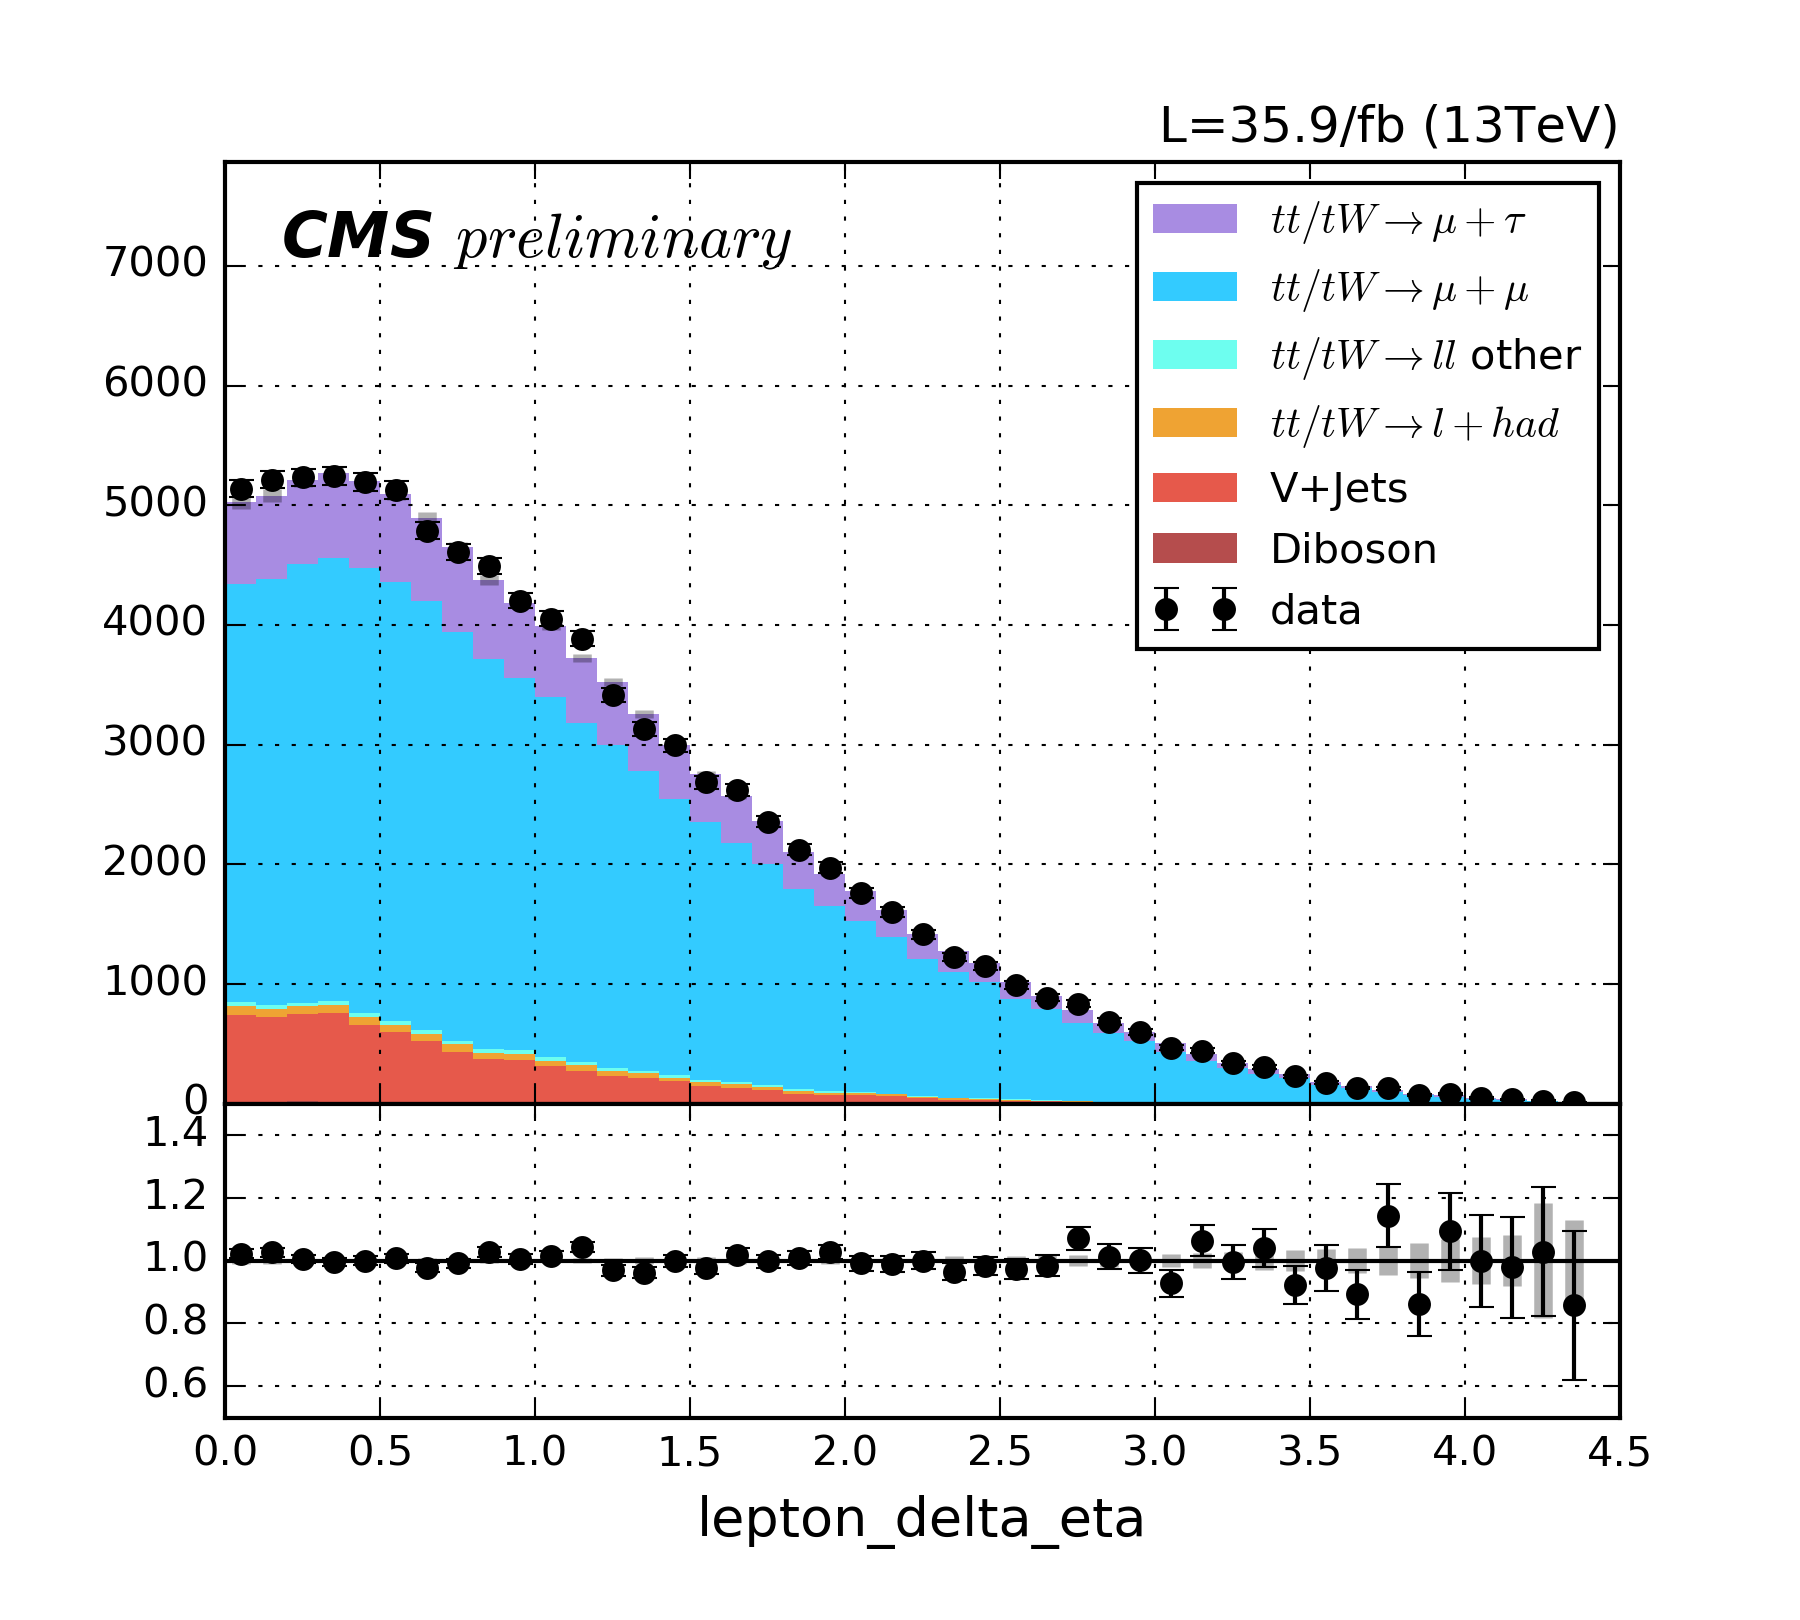 L=35.9/fb (13TeV)
CMS preliminary
tt/tW→μ+τ
tt/tW→μ+μ
tt/tW→ll other
tt/tW→l+had
V+Jets
Diboson
data
7000
6000
5000
4000
3000
2000
1000
0
1.4
1.2
1.0
0.8
0.6
0.0 0.5 1.0 1.5 2.0 2.5 3.0 3.5 4.0 4.5
lepton_delta_eta